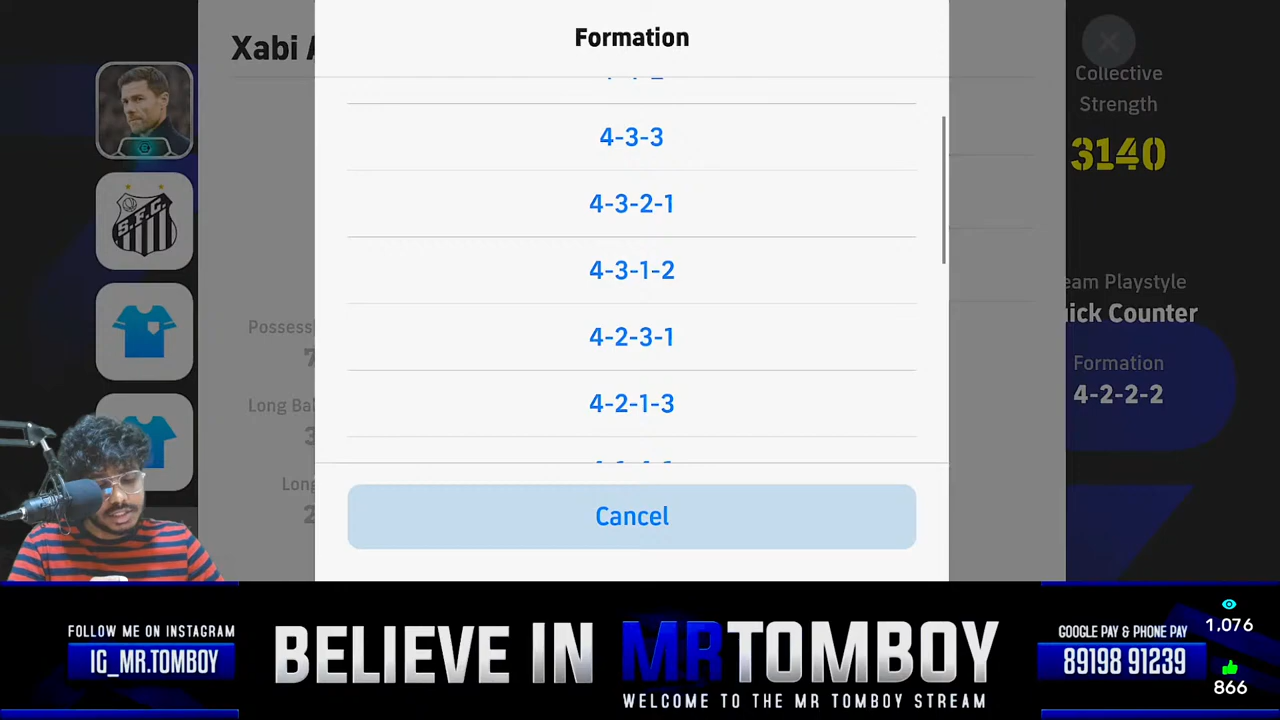 Formation
Xabi
4-3-3
4-3-2-1
4-3-1-2
4-2-3-1
4-2-1-3
Cancel
Possess
Long Ba
Long
S.F.C.
Collective
Strength
3140
eam Playstyle
ick Counter
Formation
4-2-2-2
FOLLOW ME ON INSTAGRAM
IG_MR.TOMBOY
BELIEVE IN MRTOMBOY
WELCOME TO THE MR TOMBOY STREAM
GOOGLE PAY & PHONE PAY
89198 91239
1,076
866